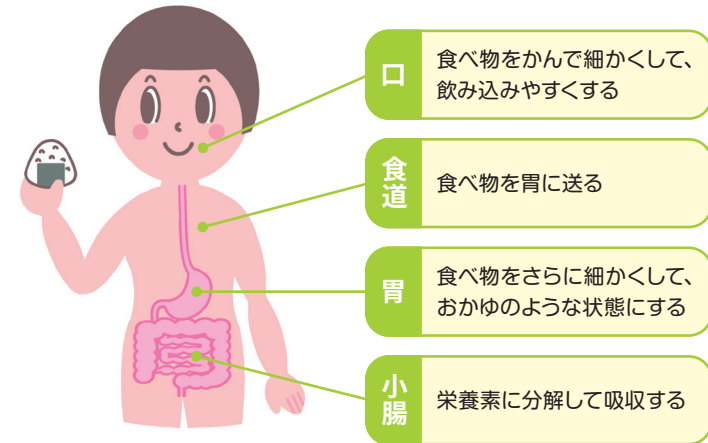 口
食べ物をかんで細かくして、
飲み込みやすくする
食道
食べ物を胃に送る
胃
食べ物をさらに細かくして、
おかゆのような状態にする
小腸
栄養素に分解して吸収する